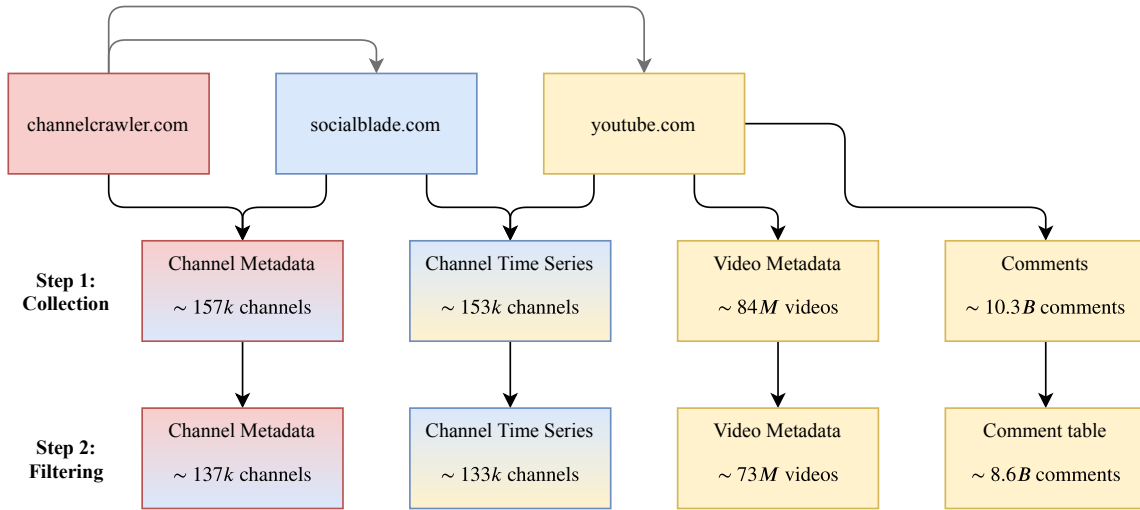 channelcrawler.com
socialblade.com
youtube.com
Step 1:
Collection
Channel Metadata
~ 157k channels
Channel Time Series
~ 153k channels
Video Metadata
~ 84M videos
Comments
~ 10.3B comments
Step 2:
Filtering
Channel Metadata
~ 137k channels
Channel Time Series
~ 133k channels
Video Metadata
~ 73M videos
Comment table
~ 8.6B comments